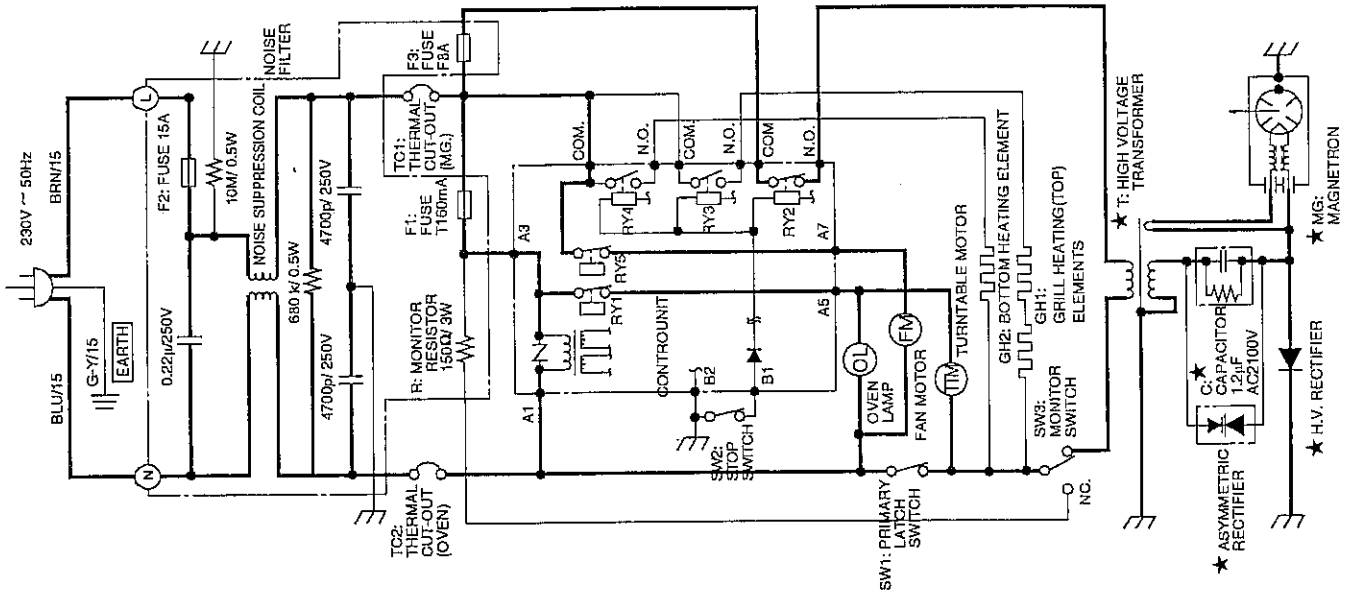 230V ~ 50Hz
BLU/15
BRN/15
G-Y/15
EARTH
N
L
F2: FUSE 15A
0.22µ/250V
10M/ 0.5W
NOISE SUPPRESSION COIL
NOISE
FILTER
680 k/ 0.5W
4700p/ 250V
4700p/ 250V
TC2:
THERMAL
CUT-OUT
(OVEN)
TC1:
THERMAL
CUT-OUT
(MG.)
F3:
FUSE
F8A
R: MONITOR
RESISTOR
150Ω/ 3W
F1:
FUSE
T160mA
A1
A3
CONTROUNIT
RY1
RY5
RY4
RY3
RY2
COM.
N.O.
COM.
N.O.
COM
N.O.
B2
B1
A5
A7
SW2:
STOP
SWITCH
OL
OVEN
LAMP
FM
FAN MOTOR
TTM
TURNTABLE MOTOR
SW1: PRIMARY
LATCH
SWITCH
GH2: BOTTOM HEATING ELEMENT
GH1:
GRILL HEATING (TOP)
ELEMENTS
SW3:
MONITOR
SWITCH
NC.
★ T: HIGH VOLTAGE
TRANSFORMER
★
C:
CAPACITOR
1.2µF
AC2100V
★ ASYMMETRIC
RECTIFIER
★ H.V. RECTIFIER
★ MG:
MAGNETRON